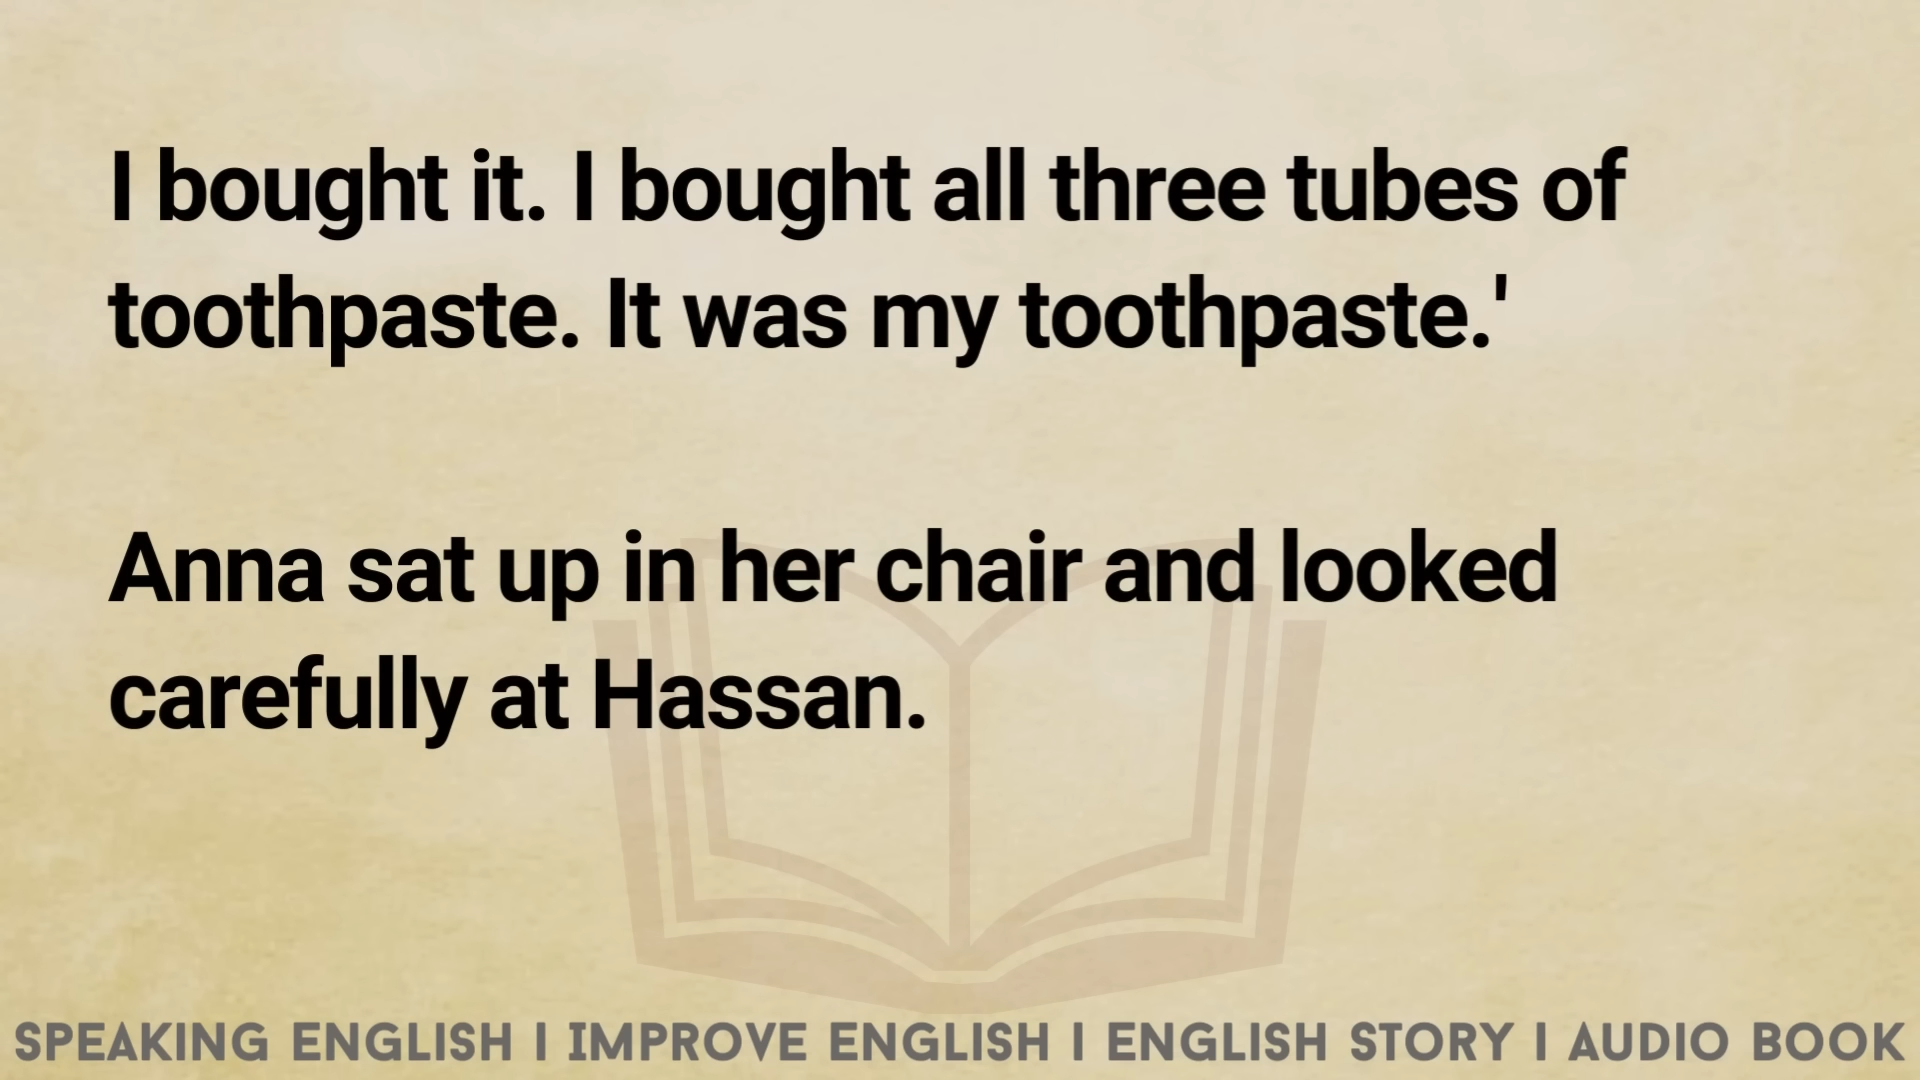 I bought it. I bought all three tubes of
toothpaste. It was my toothpaste.'
Anna sat up in her chair and looked
carefully at Hassan.
SPEAKING ENGLISH I IMPROVE ENGLISH I ENGLISH STORY I AUDIO BOOK